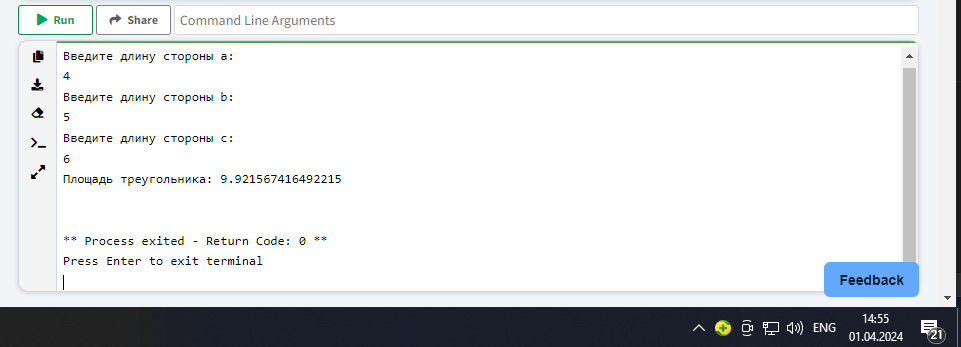 Run
Share
Command Line Arguments
Введите длину стороны a:
4
Введите длину стороны b:
5
Введите длину стороны c:
6
Площадь треугольника: 9.921567416492215
** Process exited - Return Code: 0 **
Press Enter to exit terminal
Feedback
ENG
14:55
01.04.2024
21